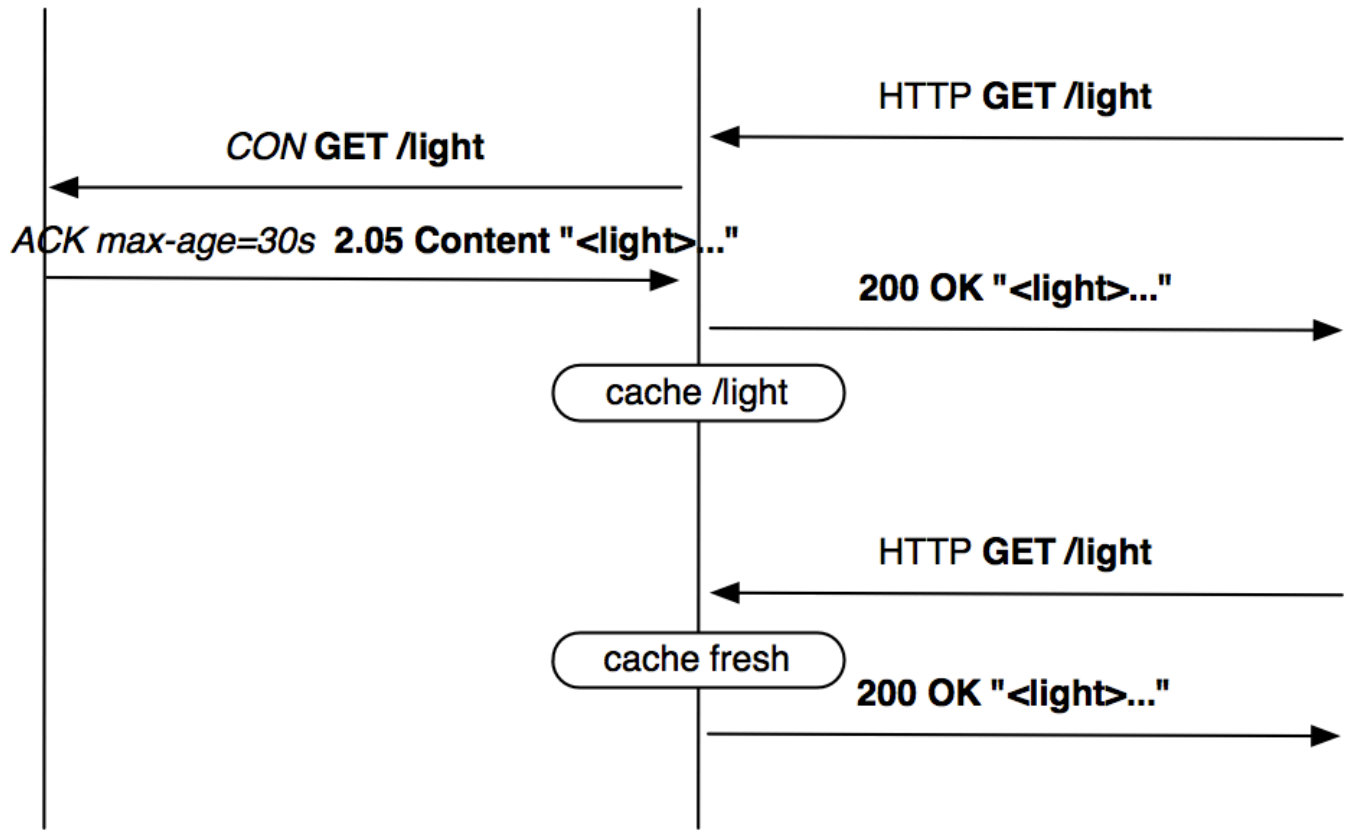 HTTP GET /light
CON GET /light
ACK max-age=30s 2.05 Content "<light>..."
200 OK "<light>..."
cache /light
HTTP GET /light
cache fresh
200 OK "<light>..."